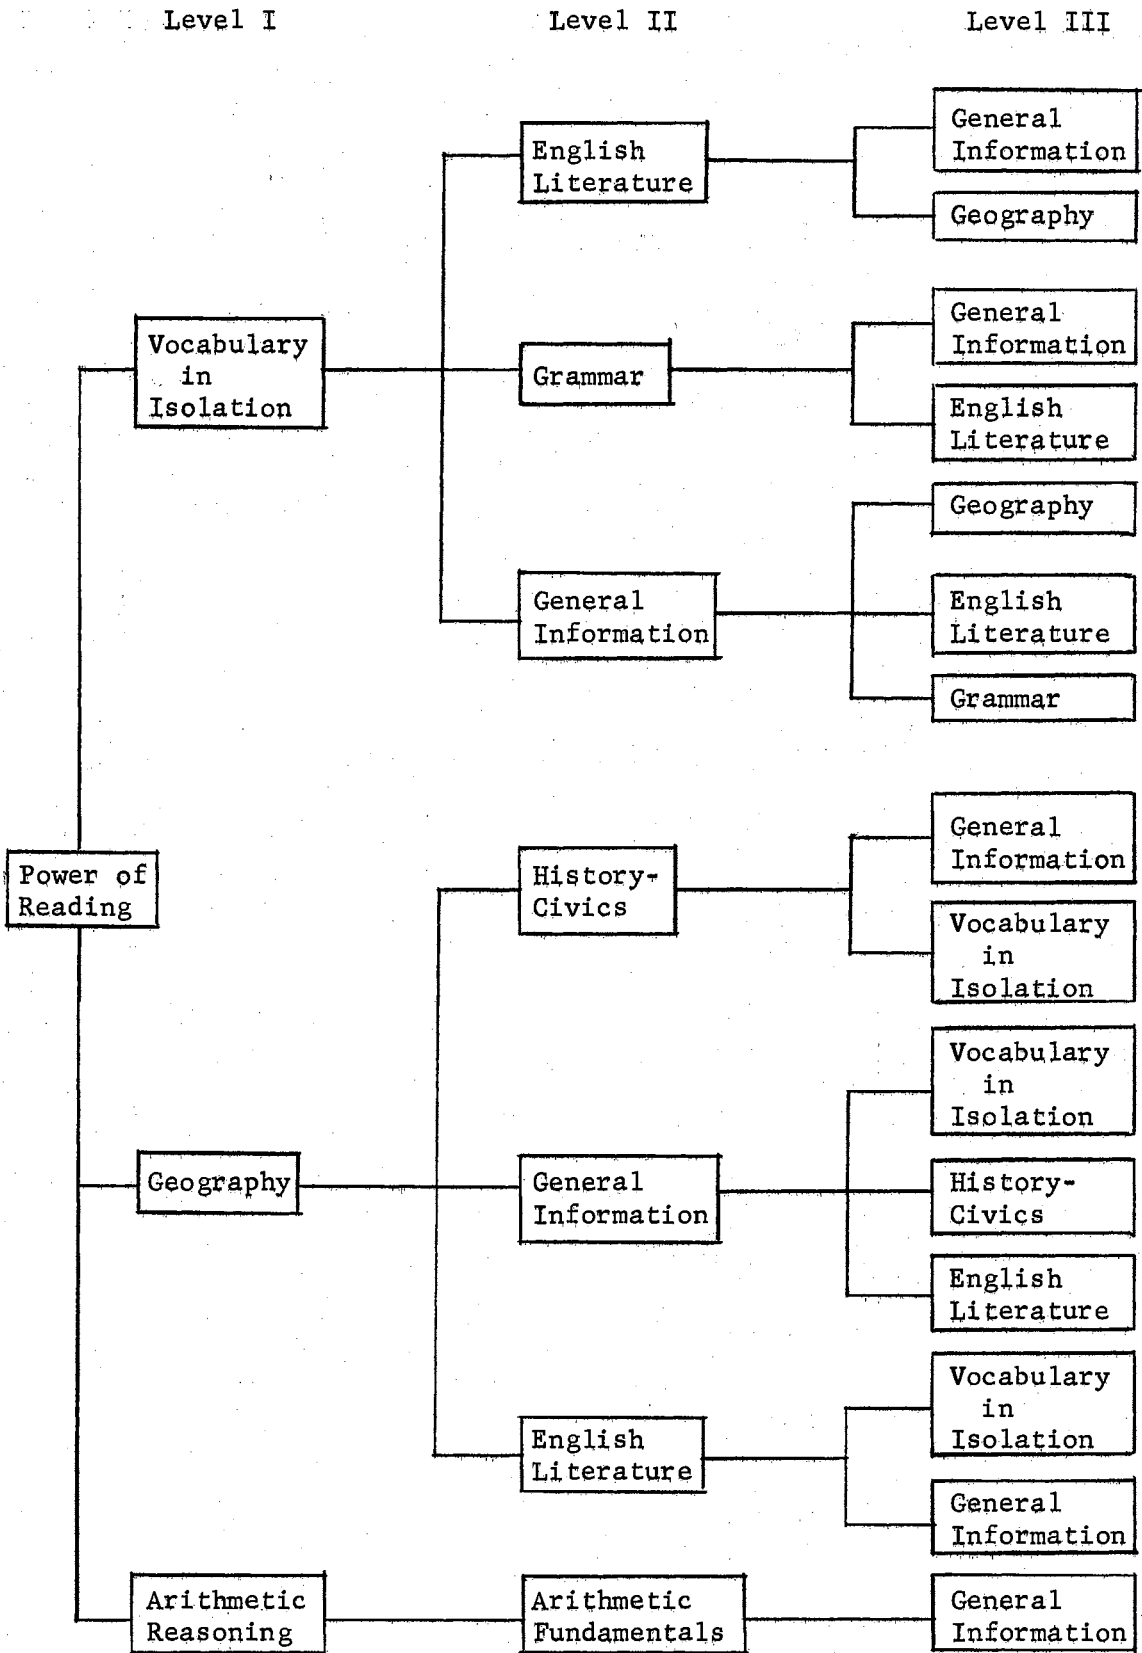 Level I Level II Level III
General
Information
English
Literature
Geography
General
Information
Vocabulary
in
Isolation
Grammar
English
Literature
Geography
General
Information
English
Literature
Grammar
General
Information
Power of
Reading
History-
Civics
Vocabulary
in
Isolation
Vocabulary
in
Isolation
Geography
General
Information
History-
Civics
English
Literature
Vocabulary
in
Isolation
English
Literature
General
Information
Arithmetic
Reasoning
Arithmetic
Fundamentals
General
Information